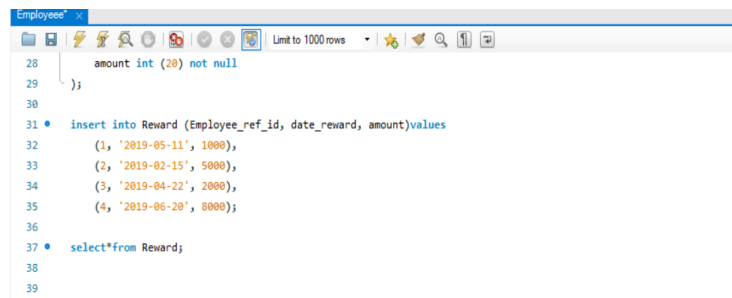 Employeee* ×
Limit to 1000 rows
28 amount int (20) not null
29 );
30
31 insert into Reward (Employee_ref_id, date_reward, amount)values
32 (1, '2019-05-11', 1000),
33 (2, '2019-02-15', 5000),
34 (3, '2019-04-22', 2000),
35 (4, '2019-06-20', 8000);
36
37 select*from Reward;
38
39